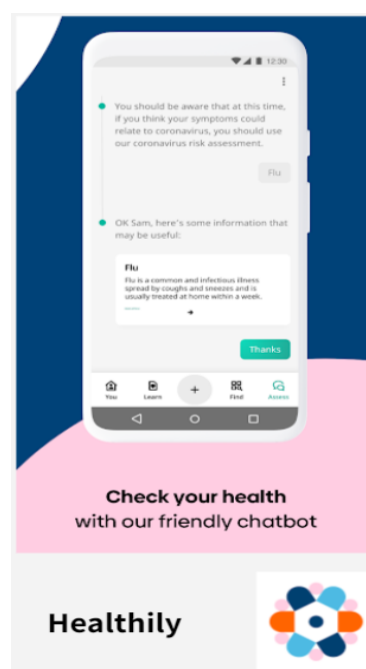 12:30
You should be aware that at this time,
if you think your symptoms could
relate to coronavirus, you should use
our coronavirus risk assessment.
Flu
OK Sam, here's some information that
may be useful:
Flu
Flu is a common and infectious illness
spread by coughs and sneezes and is
usually treated at home within a week.
Thanks
You Learn + Find Assess
Check your health
with our friendly chatbot
Healthily